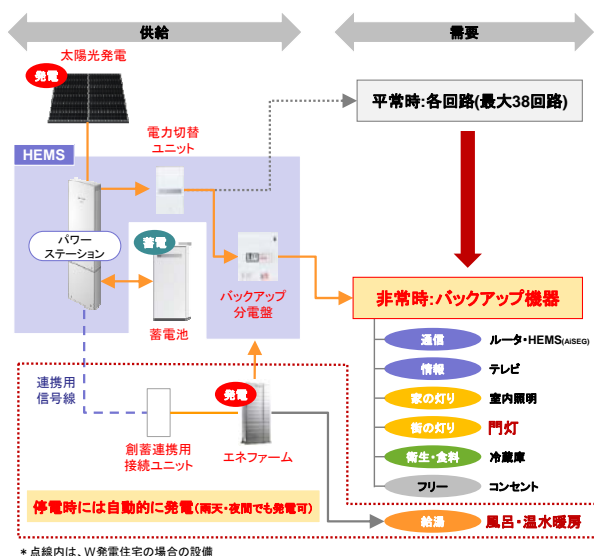 供給
需要
太陽光発電
発電
平常時:各回路(最大38回路)
電力切替
ユニット
HEMS
パワー
ステーション
蓄電
蓄電池
バックアップ
分電盤
非常時:バックアップ機器
通信
ルータ・HEMS(AiSEG)
情報
テレビ
家の灯り
室内照明
街の灯り
門灯
衛生・食料
冷蔵庫
フリー
コンセント
給湯
風呂・温水暖房
連携用
信号線
発電
創蓄連携用
接続ユニット
エネファーム
停電時には自動的に発電(雨天・夜間でも発電可)
*点線内は、W発電住宅の場合の設備